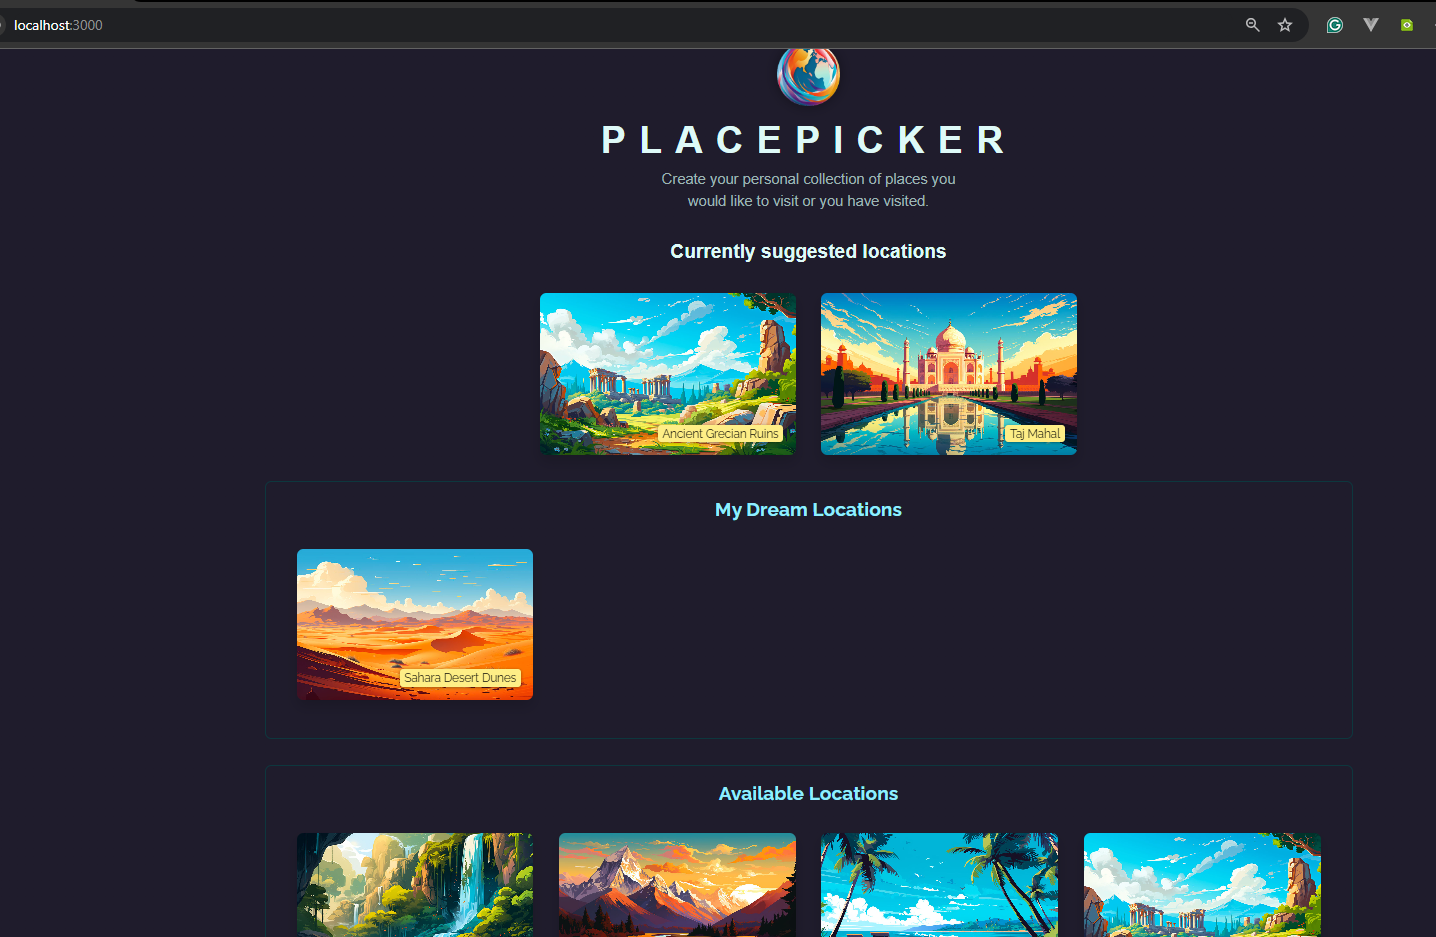 localhost:3000
PLACEPICKER
Create your personal collection of places you
would like to visit or you have visited.
Currently suggested locations
Ancient Grecian Ruins
Taj Mahal
My Dream Locations
Sahara Desert Dunes
Available Locations